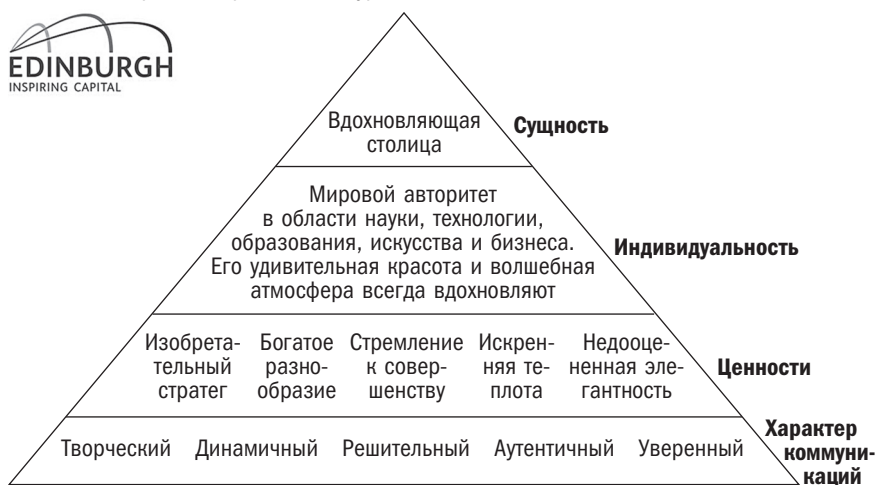 EDINBURGH
INSPIRING CAPITAL
Вдохновляющая
столица
Сущность
Мировой авторитет
в области науки, технологии,
образования, искусства и бизнеса.
Его удивительная красота и волшебная
атмосфера всегда вдохновляют
Индивидуальность
Изобрета-
тельный
стратег
Богатое
разно-
образие
Стремление
к совер-
шенству
Искрен-
няя те-
плота
Недооце-
ненная эле-
гантность
Ценности
Творческий Динамичный Решительный Аутентичный Уверенный
Характер
коммуни-
каций